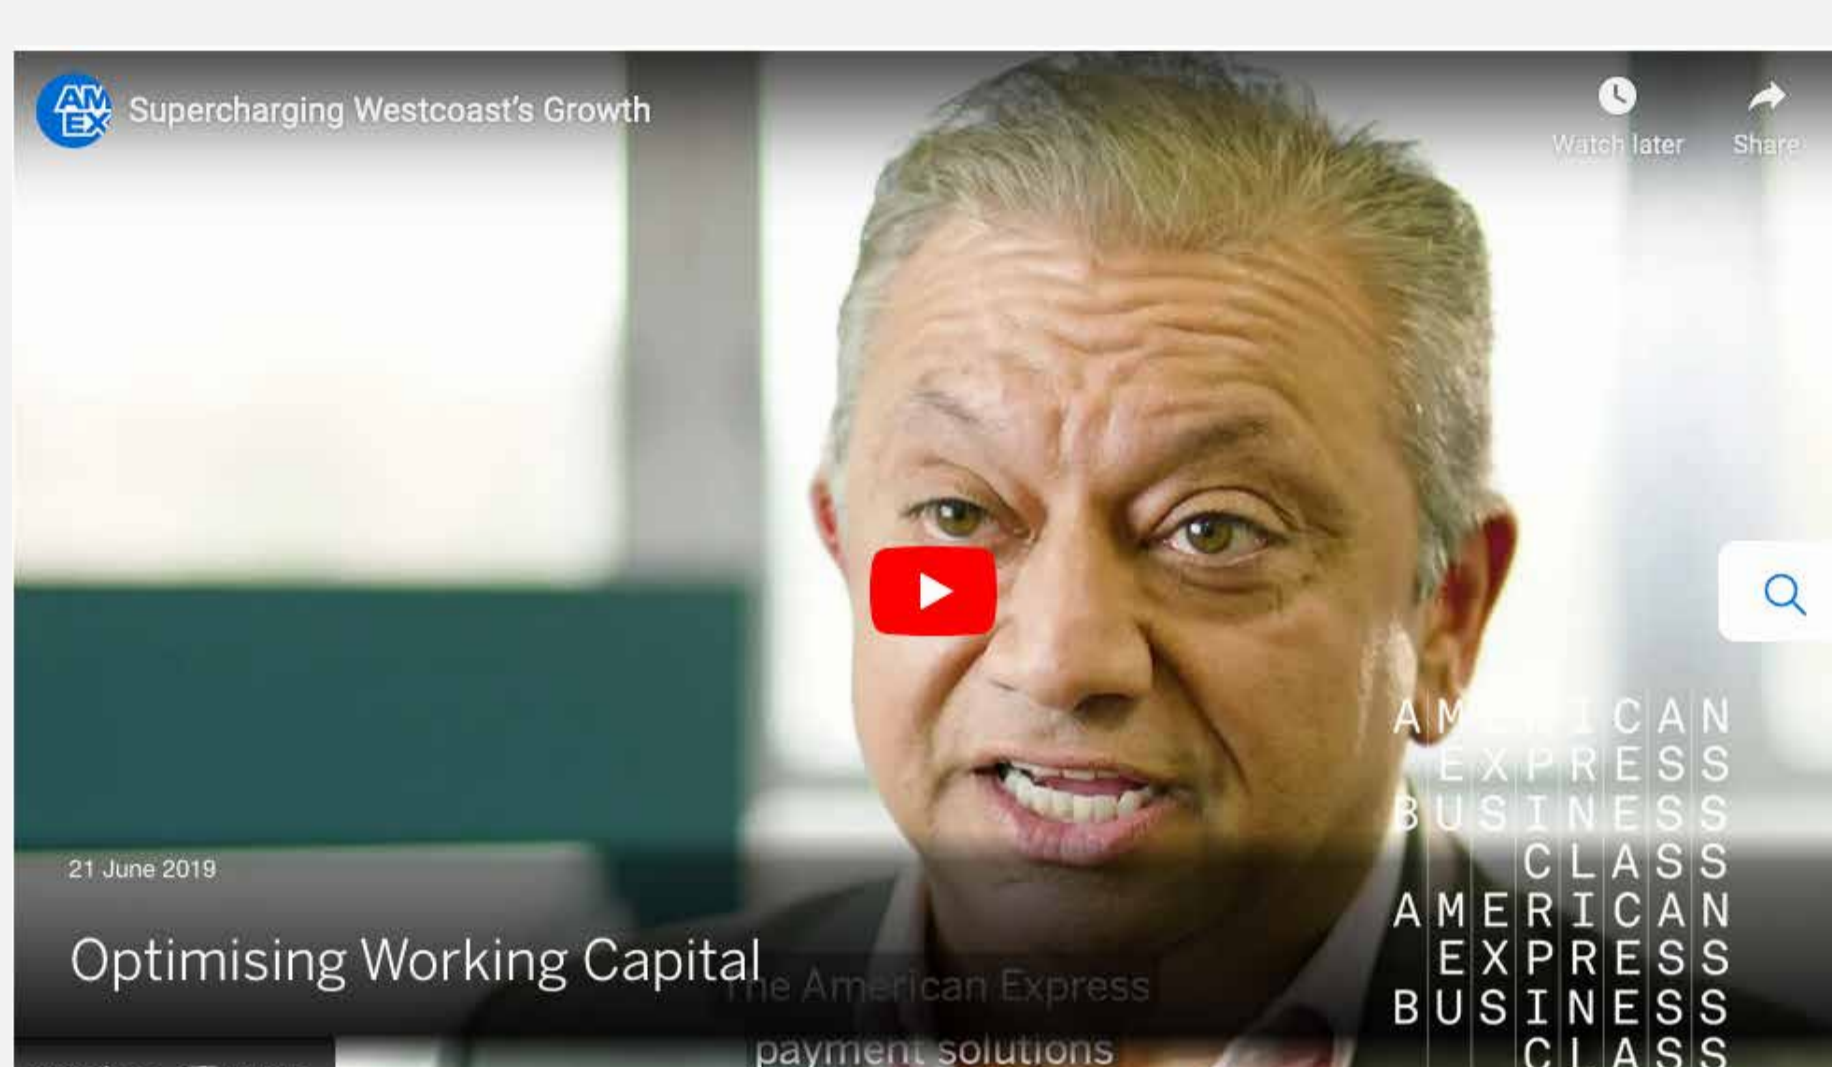 AM
EX
Supercharging Westcoast's Growth
Watch later
Share
21 June 2019
Optimising Working Capital
The American Express
payment solutions
AMERICAN
EXPRESS
BUSINESS
CLASS
AMERICAN
EXPRESS
BUSINESS
CLASS